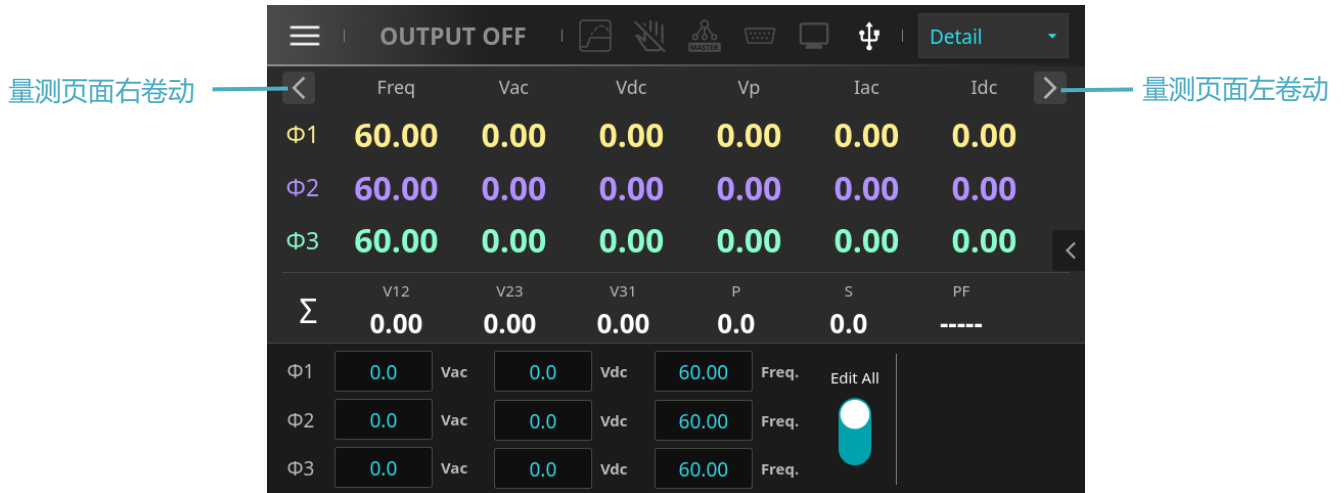 OUTPUT OFF MASTER Detail
量测页面右卷动 Freq Vac Vdc Vp Iac Idc 量测页面左卷动
Φ1 60.00 0.00 0.00 0.00 0.00 0.00
Φ2 60.00 0.00 0.00 0.00 0.00 0.00
Φ3 60.00 0.00 0.00 0.00 0.00 0.00
V12 V23 V31 P S PF
Σ 0.00 0.00 0.00 0.0 0.0 -----
Φ1 0.0 Vac 0.0 Vdc 60.00 Freq. Edit All
Φ2 0.0 Vac 0.0 Vdc 60.00 Freq.
Φ3 0.0 Vac 0.0 Vdc 60.00 Freq.